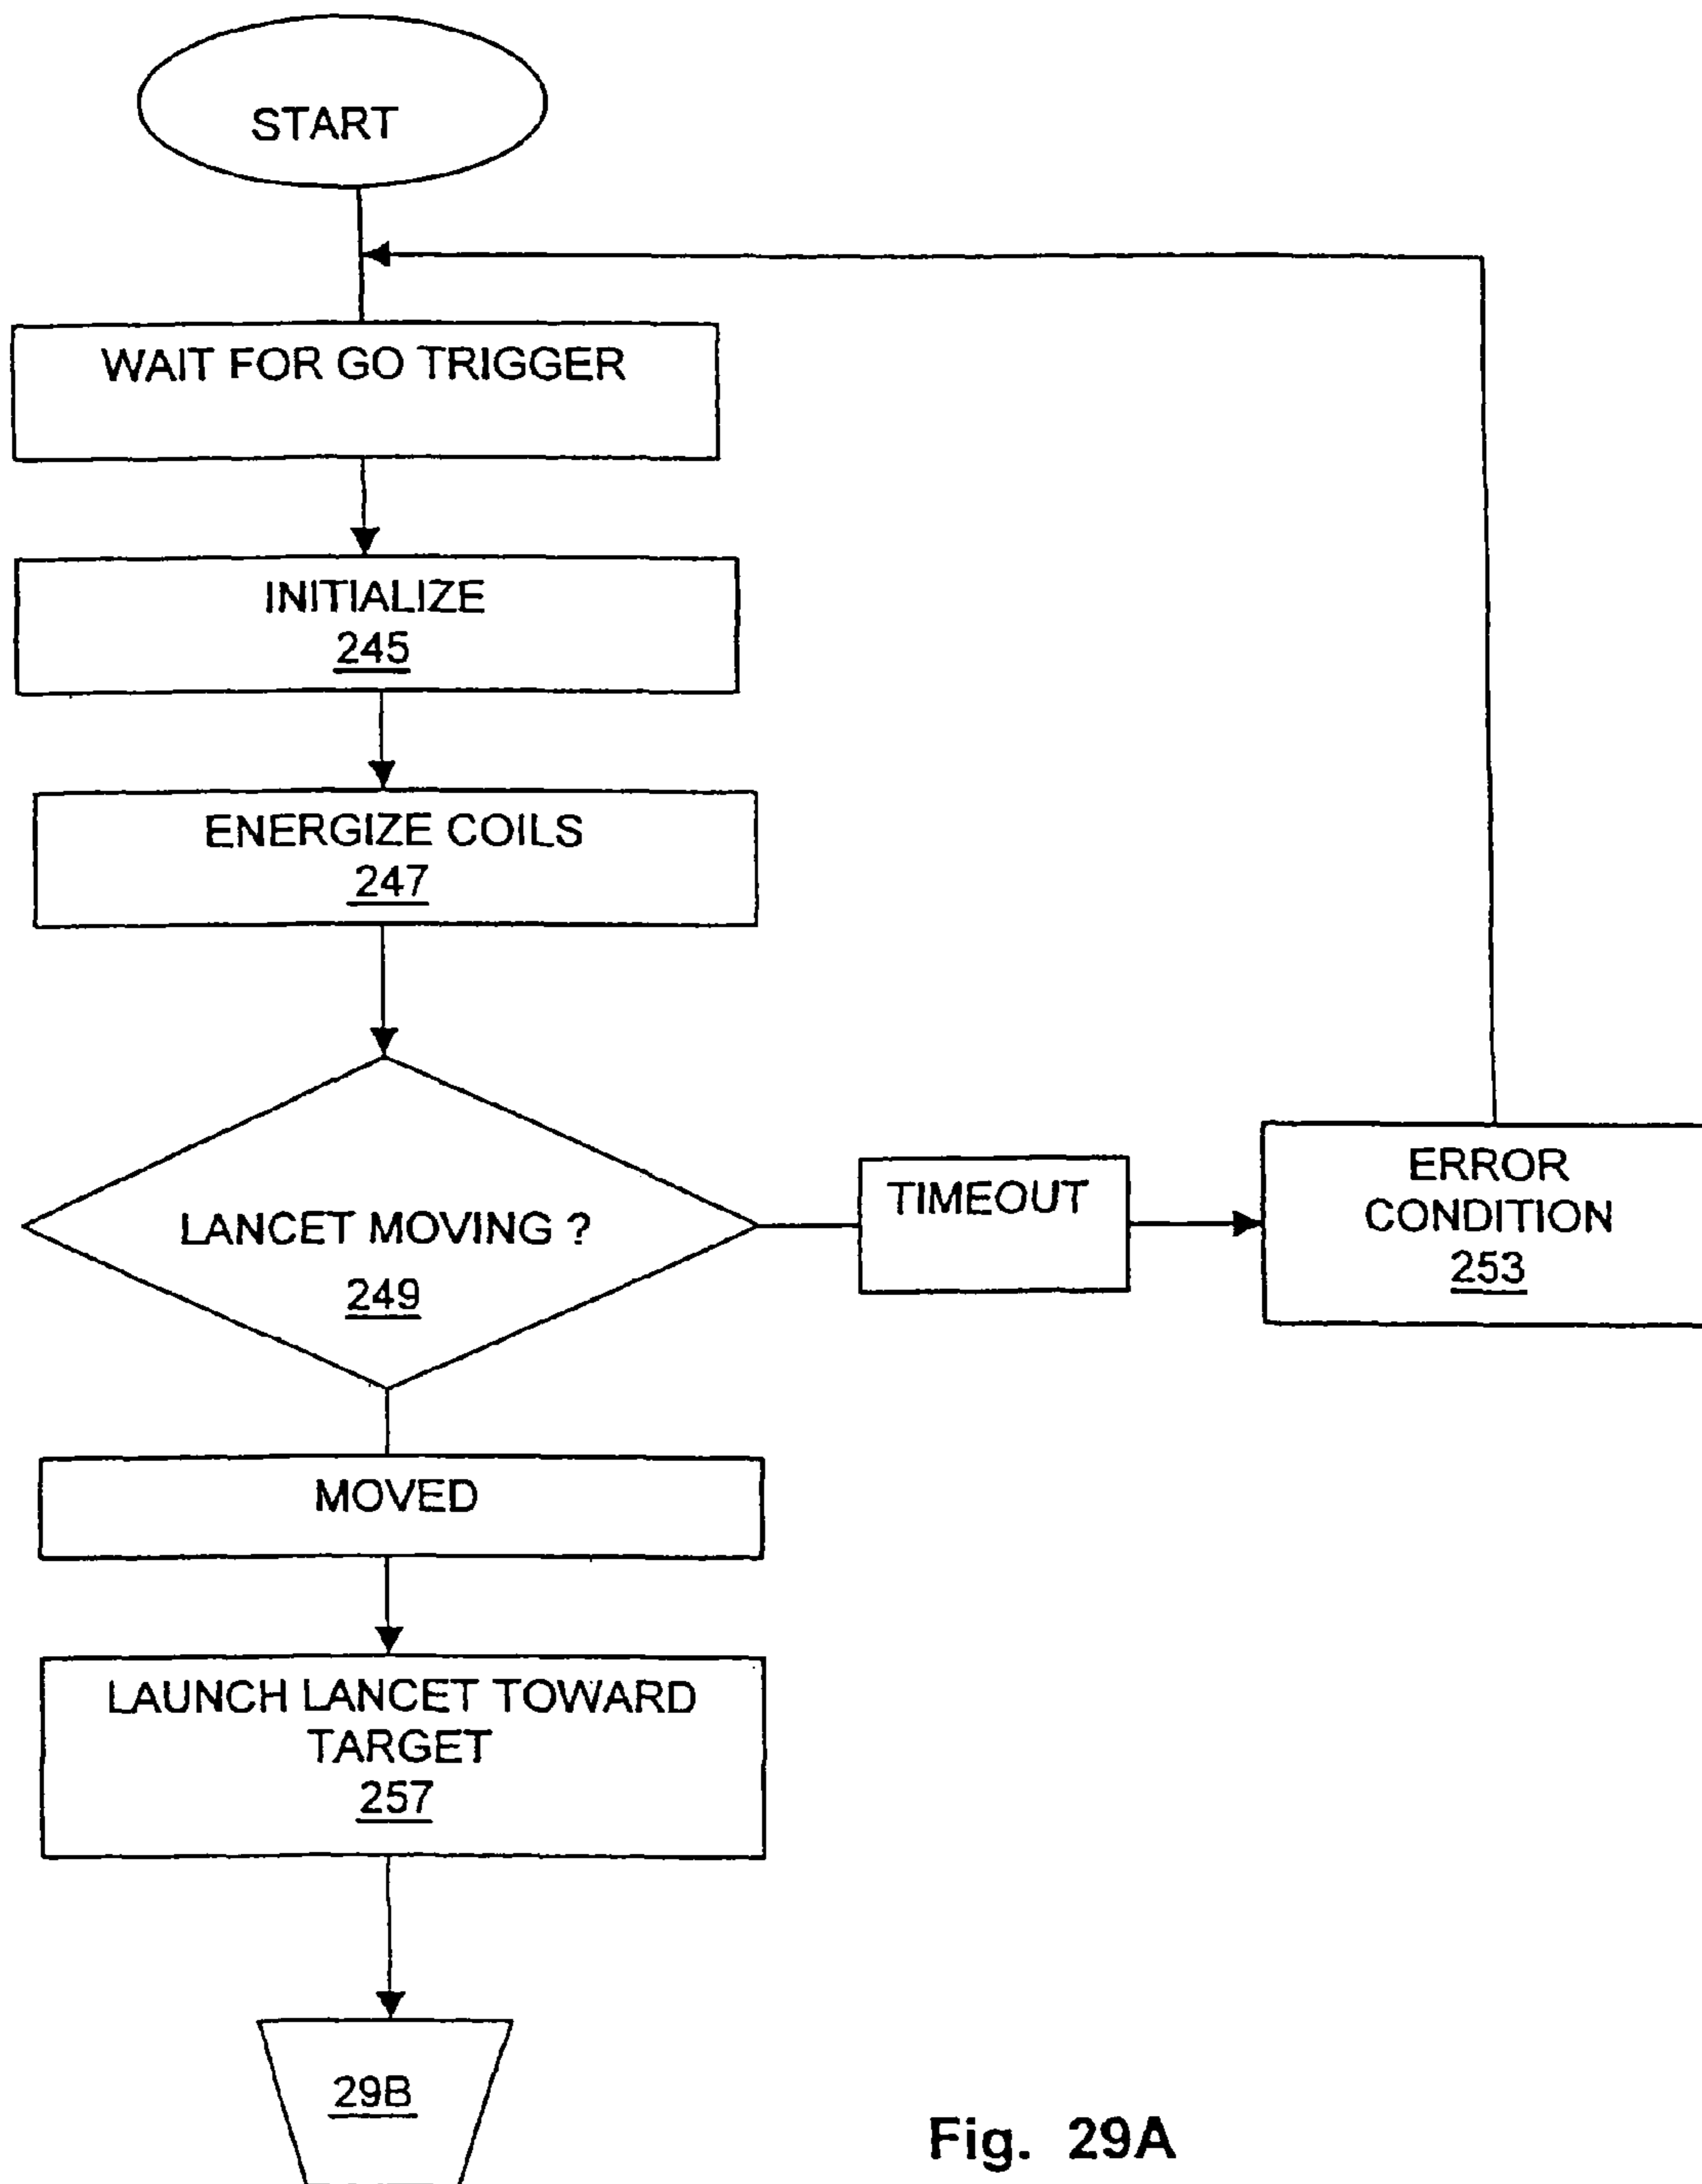 START
WAIT FOR GO TRIGGER
INITIALIZE
245
ENERGIZE COILS
247
LANCET MOVING ?
249
TIMEOUT
ERROR
CONDITION
253
MOVED
LAUNCH LANCET TOWARD
TARGET
257
29B
Fig. 29A